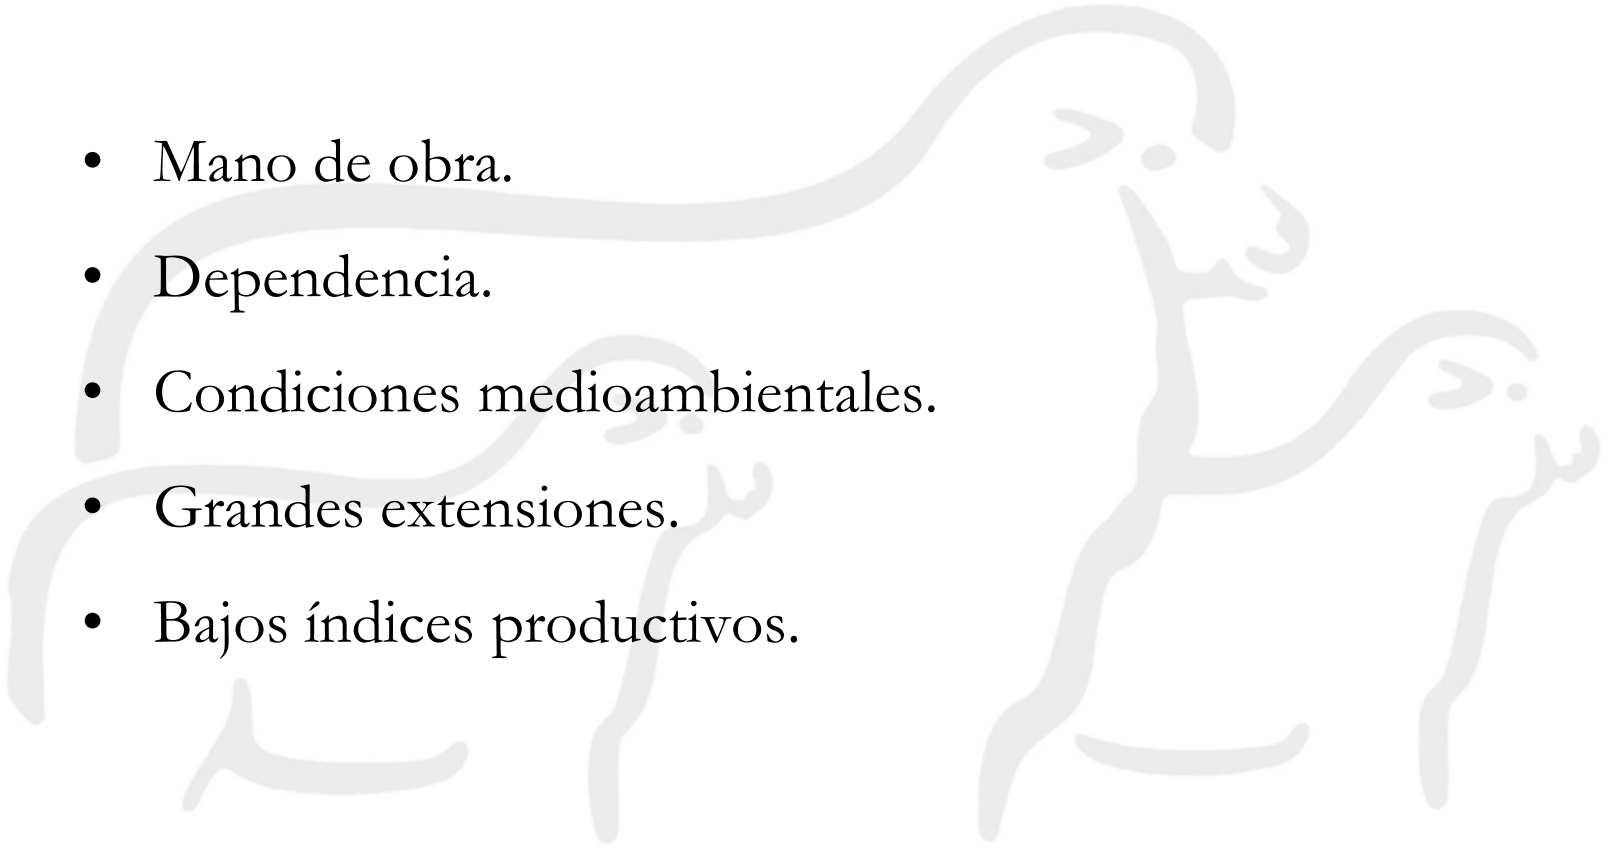 • Mano de obra.
• Dependencia.
• Condiciones medioambientales.
• Grandes extensiones.
• Bajos índices productivos.